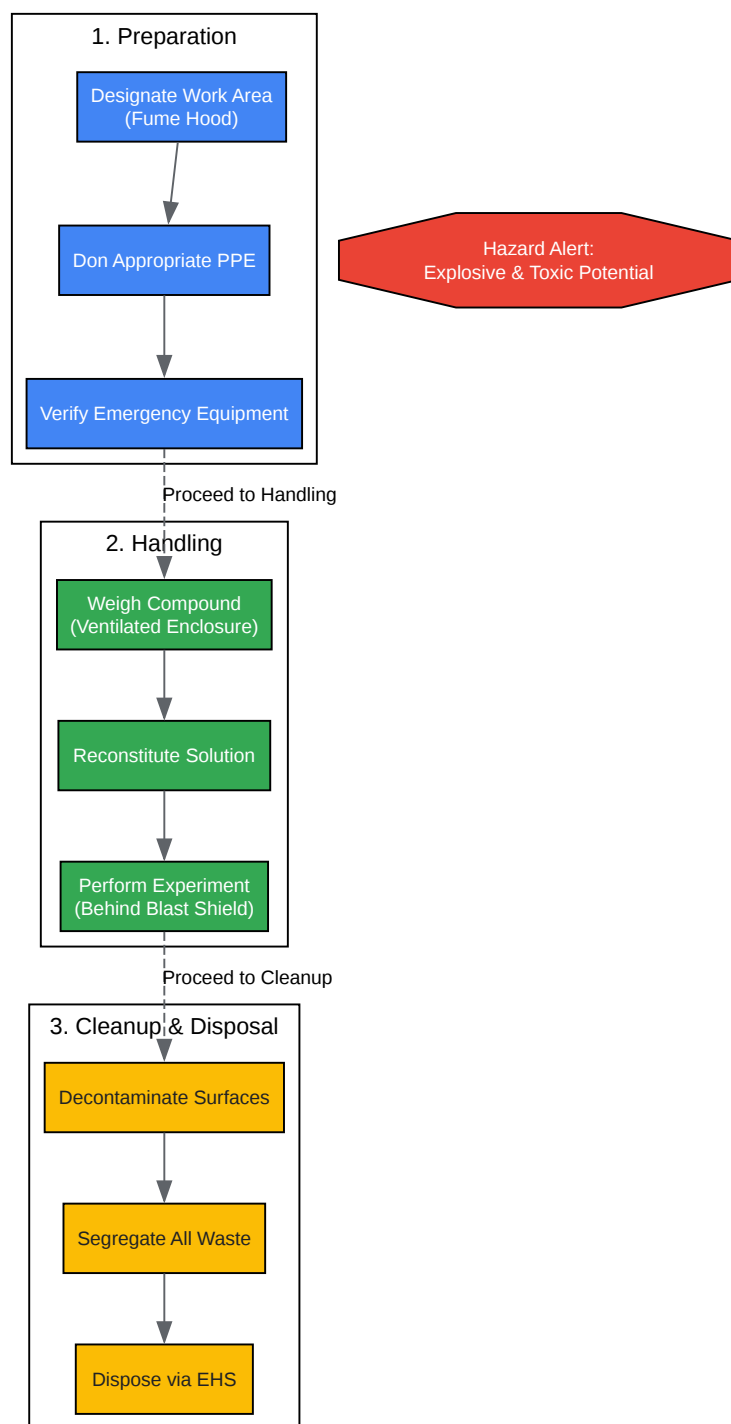 1. Preparation
Designate Work Area
(Fume Hood)
Don Appropriate PPE
Hazard Alert:
Explosive & Toxic Potential
Verify Emergency Equipment
Proceed to Handling
2. Handling
Weigh Compound
(Ventilated Enclosure)
Reconstitute Solution
Perform Experiment
(Behind Blast Shield)
Proceed to Cleanup
3. Cleanup & Disposal
Decontaminate Surfaces
Segregate All Waste
Dispose via EHS